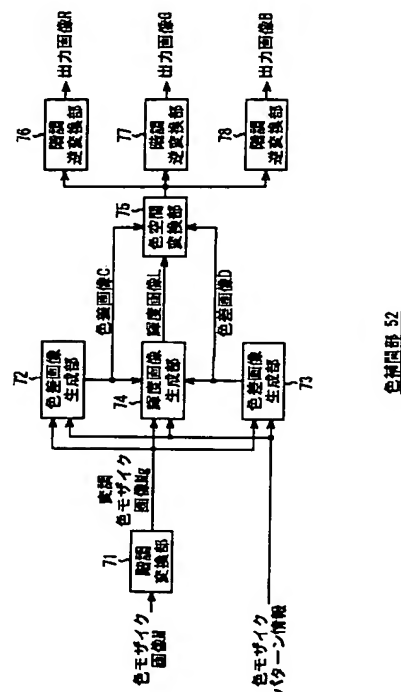 色モザイク
画像M
71
階調
変換部
変調
色モザイク
画像Mg
色モザイク
パターン情報
72
色差画像
生成部
74
輝度画像
生成部
色差画像
生成部
73
色差画像C
輝度画像L
色差画像D
75
色空間
変換部
76
階調
逆変換部
77
階調
逆変換部
78
階調
逆変換部
出力画像R
出力画像G
出力画像B
色補間部 52